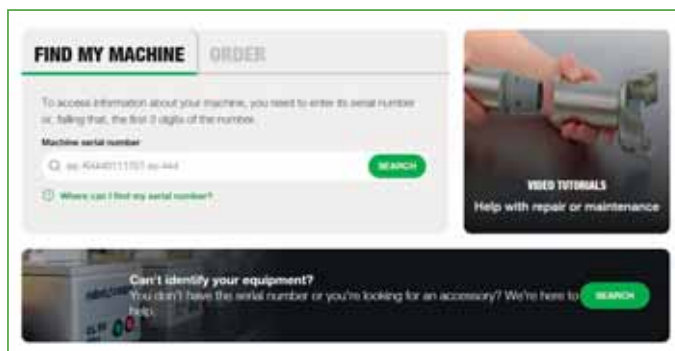 FIND MY MACHINE
ORDER
To access information about your machine, you need to enter its serial number
or, failing that, the first 3 digits of the number.
Machine serial number
SEARCH
Where can I find my serial number?
VIDEO TUTORIALS
Help with repair or maintenance
Can't identify your equipment?
You don't have the serial number or you're looking for an accessory? We're here to
help.
SEARCH